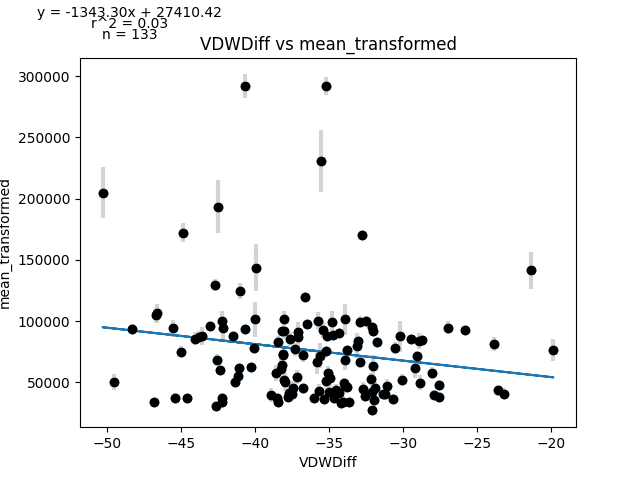 y = -1343.30x + 27410.42
r^2 = 0.03
n = 133
VDWDiff vs mean_transformed
300000
250000
200000
150000
100000
50000
mean_transformed
−50
−45
−40
−35
−30
−25
−20
VDWDiff